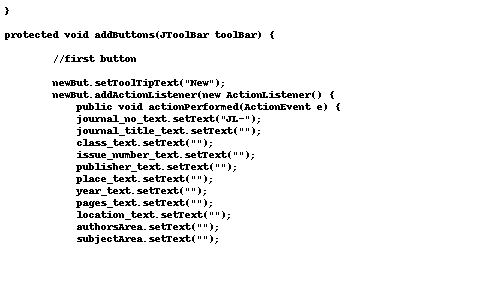 }
protected void addButtons(JToolBar toolBar) {
//first button
newBut.setToolTipText("New");
newBut.addActionListener(new ActionListener() {
public void actionPerformed(ActionEvent e) {
journal_no_text.setText("JL-");
journal_title_text.setText("");
class_text.setText("");
issue_number_text.setText("");
publisher_text.setText("");
place_text.setText("");
year_text.setText("");
pages_text.setText("");
location_text.setText("");
authorsArea.setText("");
subjectArea.setText("");